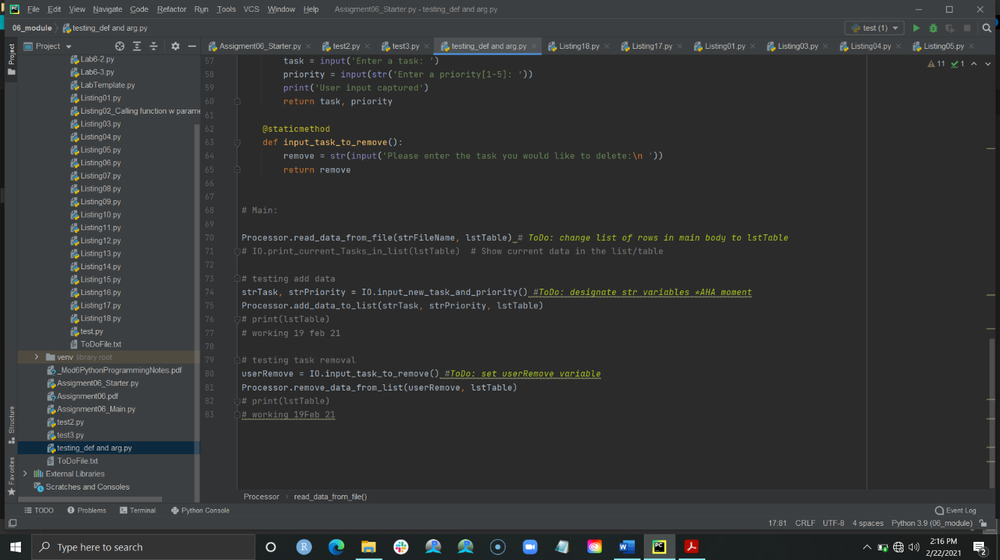 File Edit View Navigate Code Refactor Run Tools VCS Window Help Assigment06_Starter.py - testing_def and arg.py
06_module testing_def and arg.py test (1)
Project
Assigment06_Starter.py test2.py test3.py testing_def and arg.py Listing18.py Listing17.py Listing01.py Listing03.py Listing04.py Listing05.py
Project
Structure
Favorites
Lab6-2.py
Lab6-3.py
LabTemplate.py
Listing01.py
Listing02_Calling function w parame
Listing03.py
Listing04.py
Listing05.py
Listing06.py
Listing07.py
Listing08.py
Listing09.py
Listing10.py
Listing11.py
Listing12.py
Listing13.py
Listing14.py
Listing15.py
Listing16.py
Listing17.py
Listing18.py
test.py
ToDoFile.txt
venv library root
_Mod6PythonProgrammingNotes.pdf
Assigment06_Starter.py
Assignment06.pdf
Assignment06_Main.py
test2.py
test3.py
testing_def and arg.py
ToDoFile.txt
External Libraries
Scratches and Consoles
11 1
57 task = input('Enter a task: ')
58 priority = input(str('Enter a priority[1-5]: '))
59 print('User input captured')
60 return task, priority
61
62 @staticmethod
63 def input_task_to_remove():
64 remove = str(input('Please enter the task you would like to delete:\n '))
65 return remove
66
67
68 # Main:
69
70 Processor.read_data_from_file(strFileName, lstTable) # ToDo: change list of rows in main body to lstTable
71 # IO.print_current_Tasks_in_list(lstTable) # Show current data in the list/table
72
73 # testing add data
74 strTask, strPriority = IO.input_new_task_and_priority() #ToDo: designate str variables *AHA moment
75 Processor.add_data_to_list(strTask, strPriority, lstTable)
76 # print(lstTable)
77 # working 19 feb 21
78
79 # testing task removal
80 userRemove = IO.input_task_to_remove() #ToDo: set userRemove variable
81 Processor.remove_data_from_list(userRemove, lstTable)
82 # print(lstTable)
83 # working 19Feb 21
Processor read_data_from_file()
TODO Problems Terminal Python Console Event Log
17:81 CRLF UTF-8 4 spaces Python 3.9 (06_module)
Type here to search
2:16 PM
2/22/2021
2